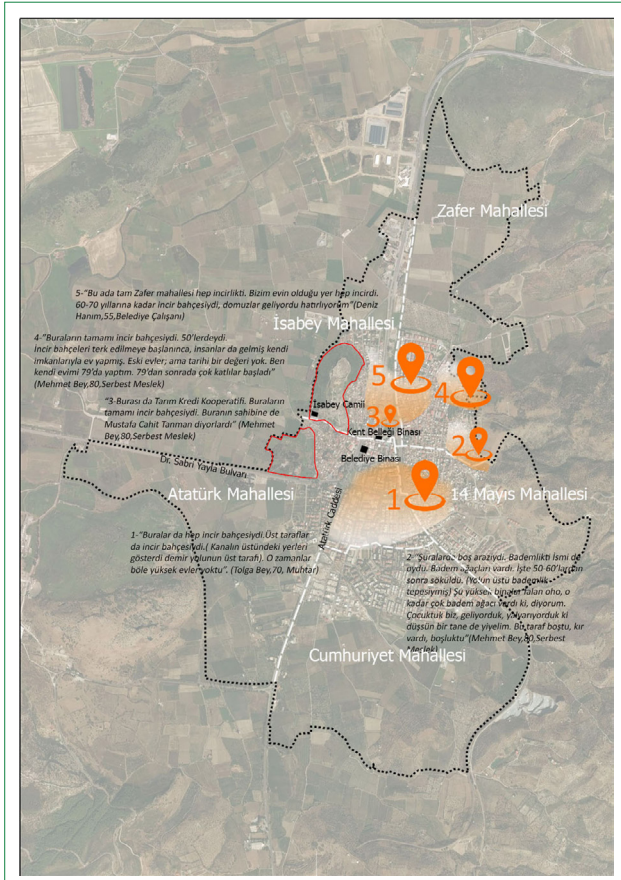 Zafer Mahallesi
5-“Bu ada tam Zafer mahallesi hep incirlikti. Bizim evin olduğu yer hep incirdi.
60-70 yıllarına kadar incir bahçesiydi, domuzlar geliyordu hatırlıyorum”(Deniz
Hanım,55,Belediye Çalışanı)
İsabey Mahallesi
4-“Buraların tamamı incir bahçesiydi. 50’lerdeydi.
İncir bahçeleri terk edilmeye başlanınca, insanlar da gelmiş kendi
imkanlarıyla ev yapmış. Eski evler; ama tarihi bir değeri yok. Ben
kendi evimi 79’da yaptım. 79’dan sonrada çok katlılar başladı”
(Mehmet Bey,80,Serbest Meslek)
5
4
“3-Burası da Tarım Kredi Kooperatifi. Buraların
tamamı incir bahçesiydi. Buranın sahibine de
Mustafa Cahit Tanman diyorlardı” (Mehmet
Bey,80,Serbest Meslek)
İsabey Camii
3
Kent Belleği Binası
2
Belediye Binası
Dr. Sabri Yayla Bulvarı
Atatürk Mahallesi
Atatürk Caddesi
1
14 Mayıs Mahallesi
1-“Buralar da hep incir bahçesiydi.Üst taraflar
da incir bahçesiydi.( Kanalın üstündeki yerleri
gösterdi demir yolunun üst tarafı). O zamanlar
böle yüksek evler yoktu”. (Tolga Bey,70, Muhtar)
2-“Şuralarda boş araziydi. Bademlikti İsmi de
oydu. Badem ağaçları vardı. İşte 50-60’lardan
sonra söküldü. (Yolun üstü bademlik
tepesiymiş) Şu yüksek binalar falan oho, o
kadar çok badem ağacı vardı ki, diyorum.
Çocuktuk biz, geliyorduk, yalvarıyorduk ki
düşsün bir tane de yiyelim. Bu taraf boştu, kır
vardı, boşluktu”(Mehmet Bey,80,Serbest
Meslek)
Cumhuriyet Mahallesi